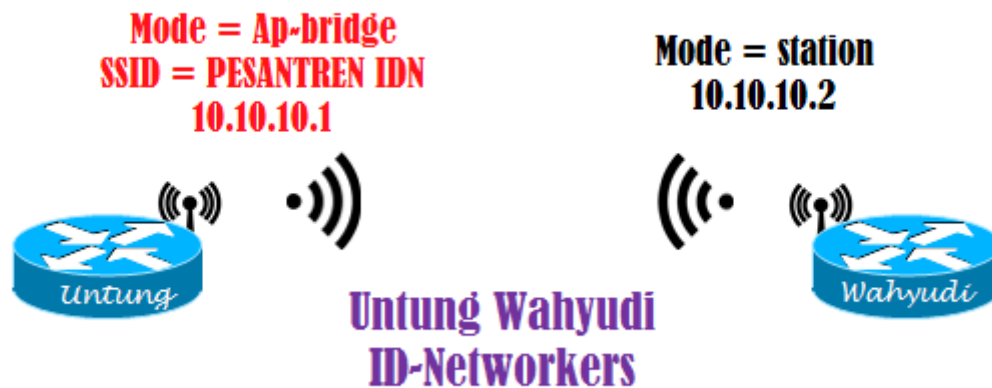 Mode = Ap-bridge
SSID = PESANTREN IDN
10.10.10.1
Mode = station
10.10.10.2
Untung
Wahyudi
Untung Wahyudi
ID-Networkers